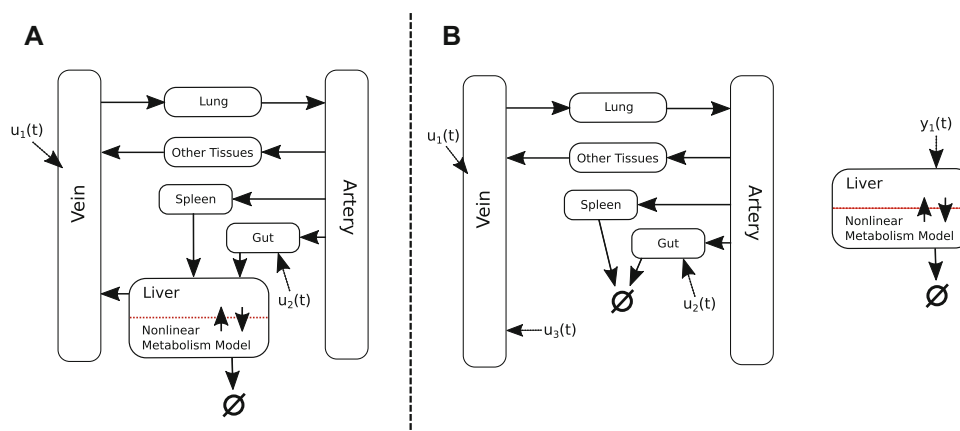 A
Vein
u₁(t)
Lung
Other Tissues
Spleen
Gut
u₂(t)
Artery
Liver
Nonlinear
Metabolism Model
∅
B
Vein
u₁(t)
Lung
Other Tissues
Spleen
Gut
∅
u₂(t)
u₃(t)
Artery
y₁(t)
Liver
Nonlinear
Metabolism Model
∅